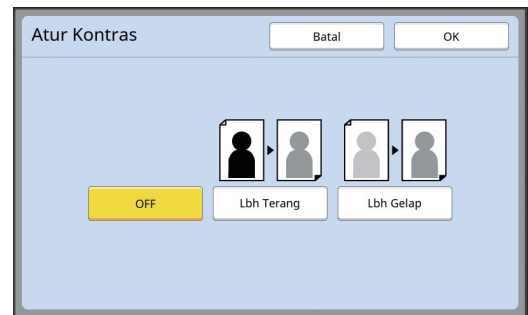 Atur Kontras
Batal
OK
OFF
Lbh Terang
Lbh Gelap